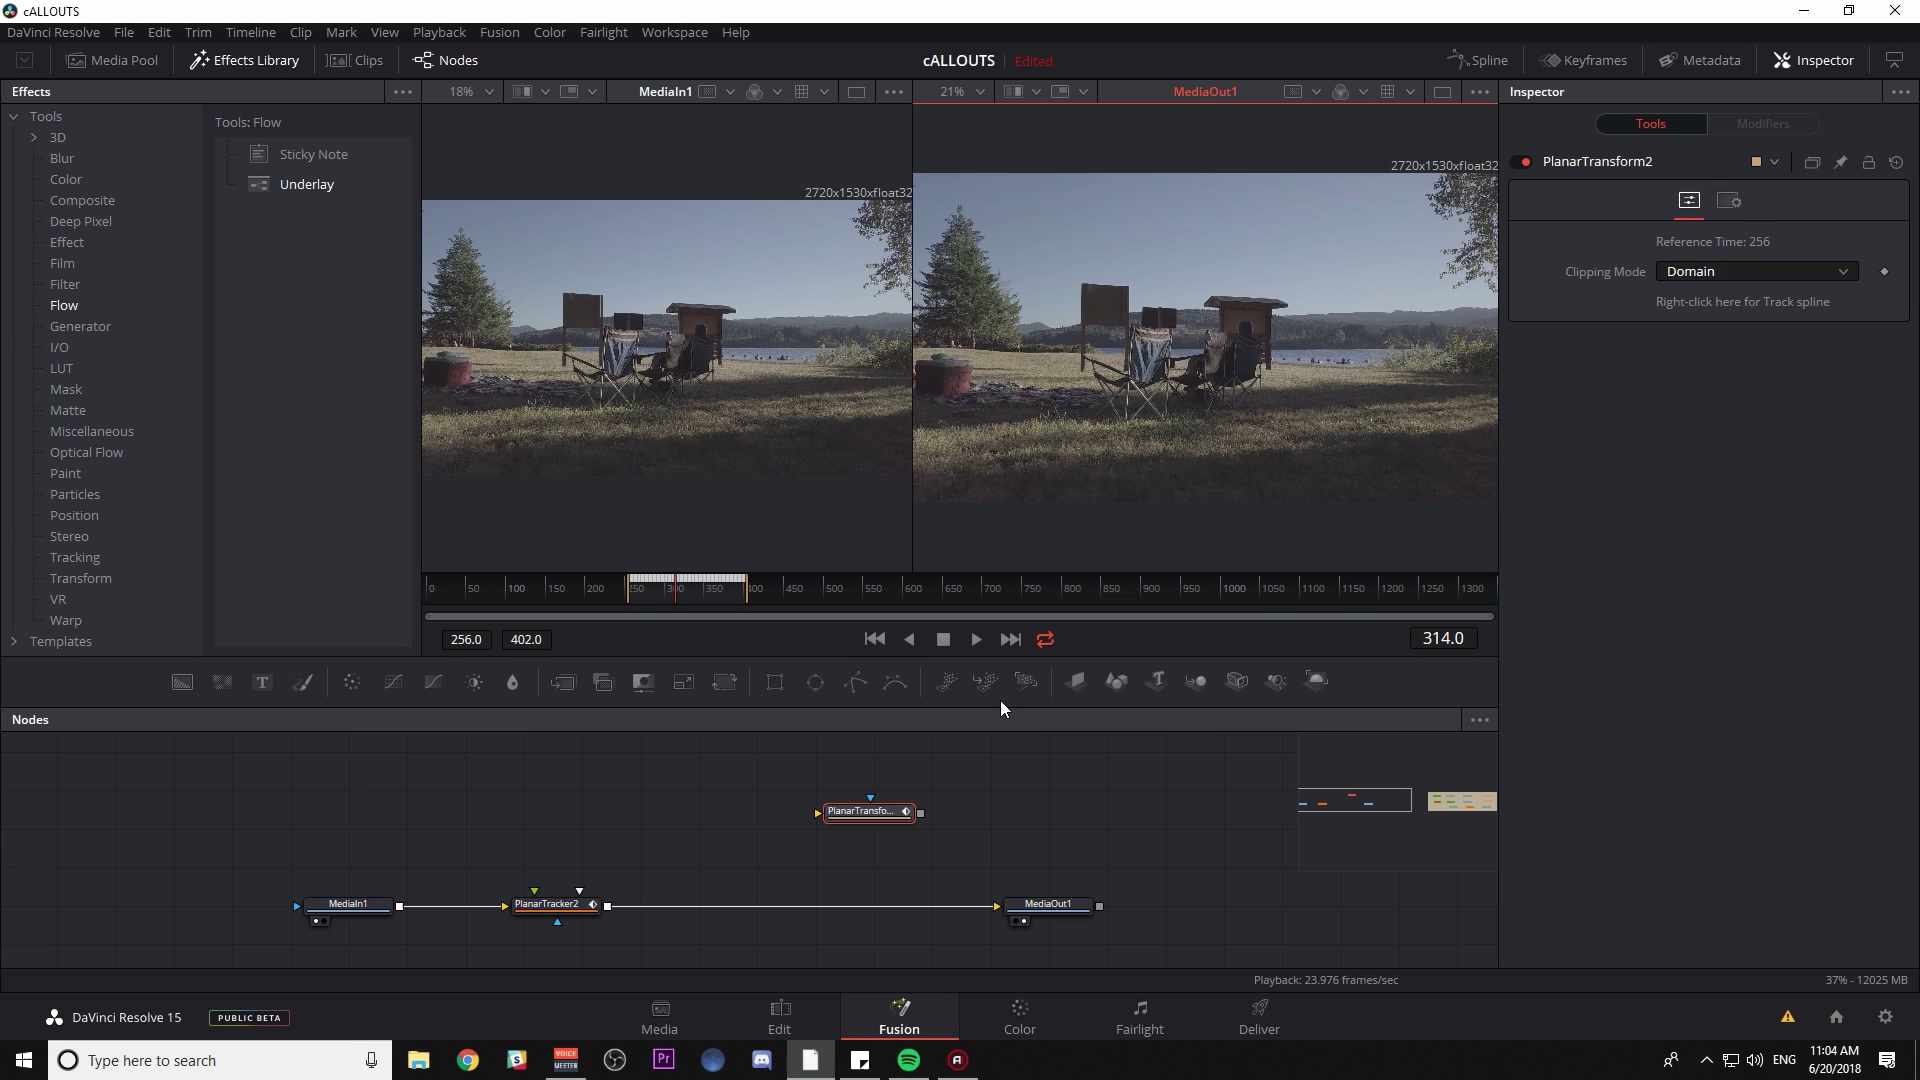 cALLOUTS
DaVinci Resolve File Edit Trim Timeline Clip Mark View Playback Fusion Color Fairlight Workspace Help
Media Pool Effects Library Clips Nodes cALLOUTS Edited Spline Keyframes Metadata Inspector
Effects 18% MediaIn1 21% MediaOut1 Inspector
Tools
3D
Blur
Color
Composite
Deep Pixel
Effect
Film
Filter
Flow
Generator
I/O
LUT
Mask
Matte
Miscellaneous
Optical Flow
Paint
Particles
Position
Stereo
Tracking
Transform
VR
Warp
Templates
Tools: Flow
Sticky Note
Underlay
2720x1530xfloat32
2720x1530xfloat32
Tools Modifiers
PlanarTransform2
Reference Time: 256
Clipping Mode Domain
Right-click here for Track spline
0 50 100 150 200 250 300 350 400 450 500 550 600 650 700 750 800 850 900 950 1000 1050 1100 1150 1200 1250 1300
256.0 402.0 314.0
T
Nodes
PlanarTransfo...
MediaIn1 PlanarTracker2 MediaOut1
Playback: 23.976 frames/sec 37% - 12025 MB
DaVinci Resolve 15 PUBLIC BETA
Media Edit Fusion Color Fairlight Deliver
Type here to search
VOICE MEETER
Pr
ENG
11:04 AM
6/20/2018